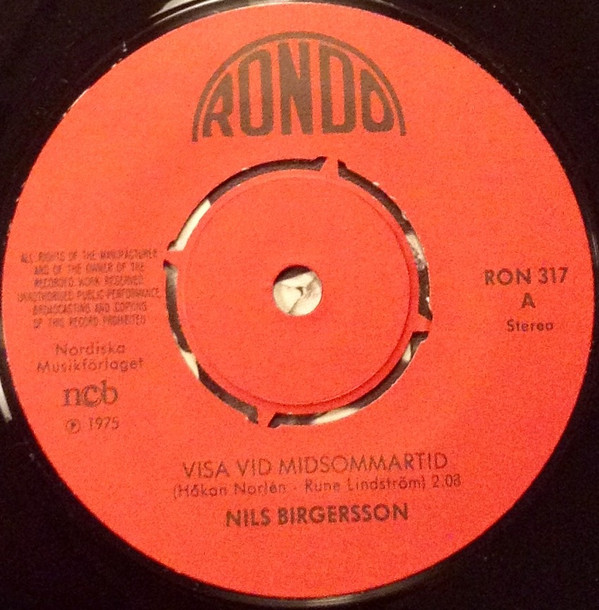 RONDO
ALL RIGHTS OF THE MANUFACTURER
AND OF THE OWNER OF THE
RECORDED WORK RESERVED
UNAUTHORISED PUBLIC PERFORMANCE
BROADCASTING AND COPYING
OF THIS RECORD PROHIBITED
Nordiska
Musikförlaget
ncb
℗ 1975
RON 317
A
Stereo
VISA VID MIDSOMMARTID
(Håkan Norlén - Rune Lindström) 2.08
NILS BIRGERSSON